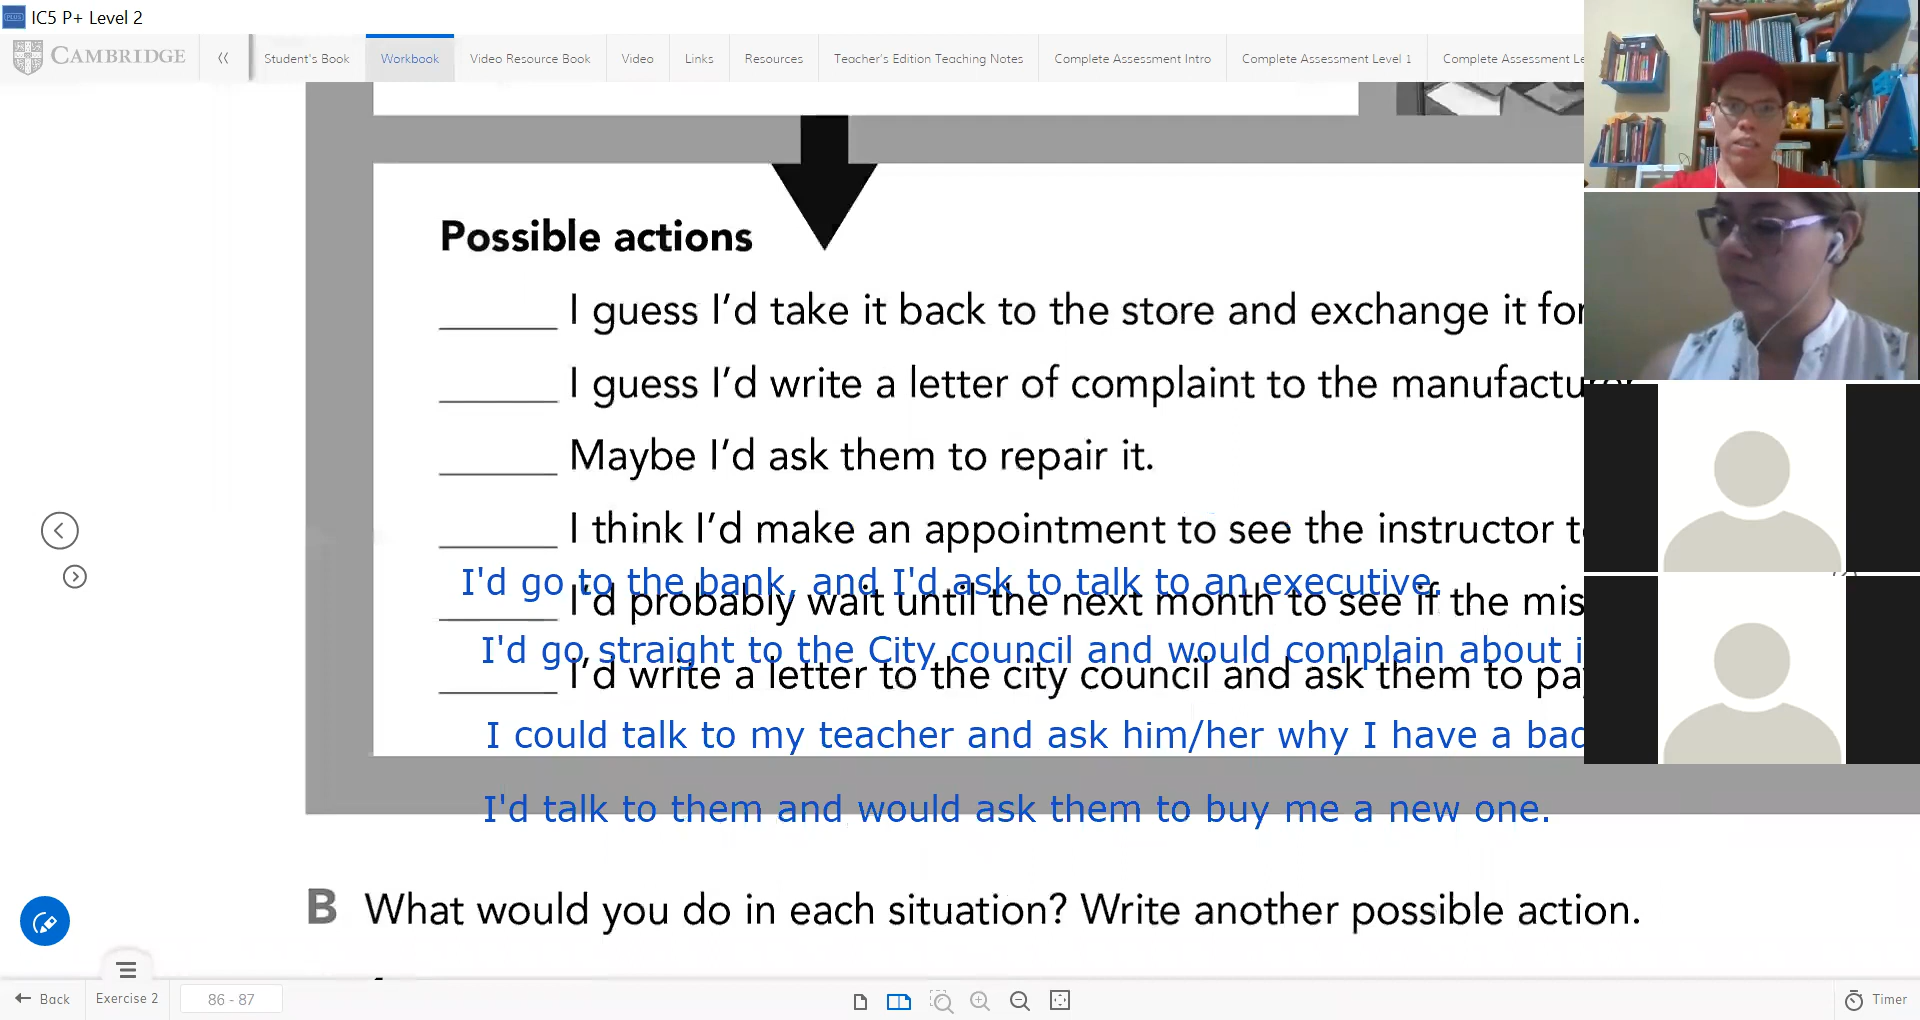 IC5 P+ Level 2
CAMBRIDGE
Student's Book
Workbook
Video Resource Book
Video
Links
Resources
Teacher's Edition Teaching Notes
Complete Assessment Intro
Complete Assessment Level 1
Complete Assessment Le
Possible actions
I guess I'd take it back to the store and exchange it for
I guess I'd write a letter of complaint to the manufacturer
Maybe I'd ask them to repair it.
I think I'd make an appointment to see the instructor
I'd go to the bank, and I'd ask to talk to an executive.
I'd probably wait until the next month to see if the mis
I'd go straight to the City council and would complain about
I'd write a letter to the city council and ask them to pa
I could talk to my teacher and ask him/her why I have a bad
I'd talk to them and would ask them to buy me a new one.
B What would you do in each situation? Write another possible action.
Back
Exercise 2
86 - 87
Timer